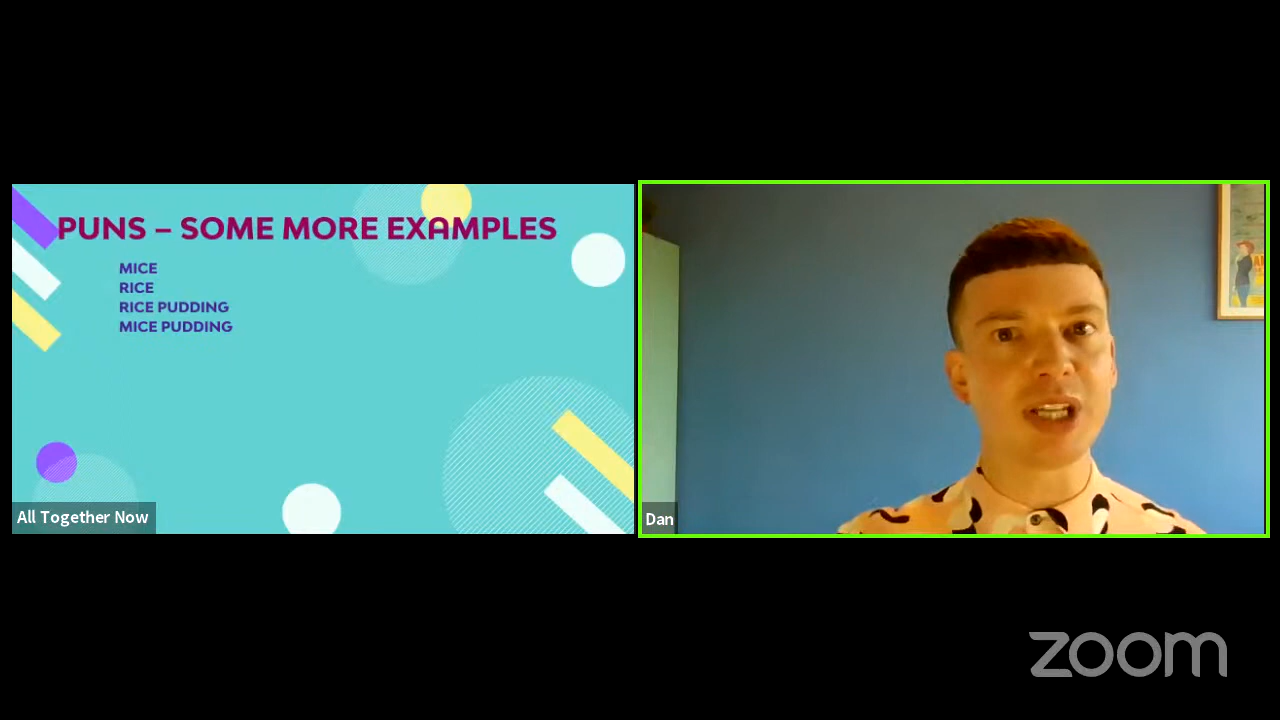 PUNS – SOME MORE EXAMPLES
MICE
RICE
RICE PUDDING
MICE PUDDING
All Together Now
Dan
zoom